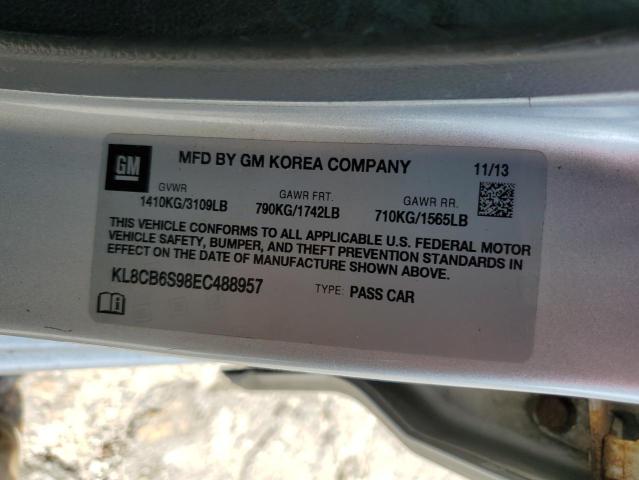 GM
MFD BY GM KOREA COMPANY
11/13
GVWR
GAWR FRT.
GAWR RR.
1410KG/3109LB
790KG/1742LB
710KG/1565LB
THIS VEHICLE CONFORMS TO ALL APPLICABLE U.S. FEDERAL MOTOR
VEHICLE SAFETY, BUMPER, AND THEFT PREVENTION STANDARDS IN
EFFECT ON THE DATE OF MANUFACTURE SHOWN ABOVE.
KL8CB6S98EC488957
TYPE: PASS CAR